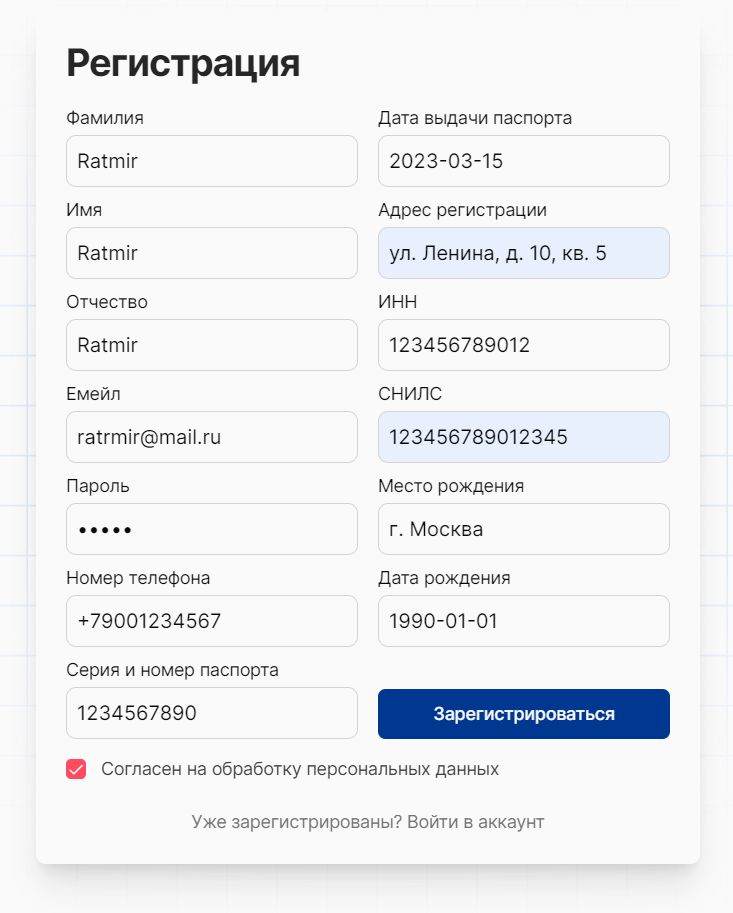 Регистрация
Фамилия
Ratmir
Имя
Ratmir
Отчество
Ratmir
Емейл
ratrmir@mail.ru
Пароль
•••••
Номер телефона
+79001234567
Серия и номер паспорта
1234567890
Дата выдачи паспорта
2023-03-15
Адрес регистрации
ул. Ленина, д. 10, кв. 5
ИНН
123456789012
СНИЛС
123456789012345
Место рождения
г. Москва
Дата рождения
1990-01-01
Зарегистрироваться
Согласен на обработку персональных данных
Уже зарегистрированы? Войти в аккаунт